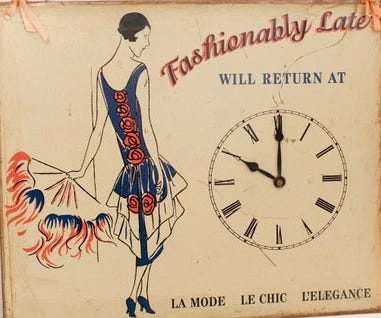 Fashionably Late
WILL RETURN AT
LA MODE LE CHIC L'ELEGANCE